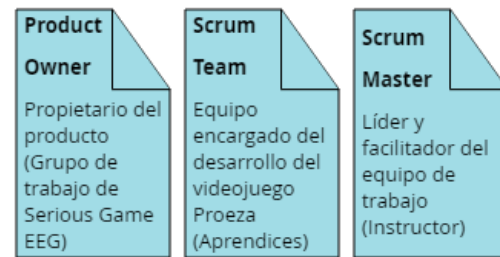 Product
Owner
Propietario del
producto
(Grupo de
trabajo de
Serious Game
EEG)
Scrum
Team
Equipo
encargado del
desarrollo del
videojuego
Proeza
(Aprendices)
Scrum
Master
Líder y
facilitador del
equipo de
trabajo
(Instructor)